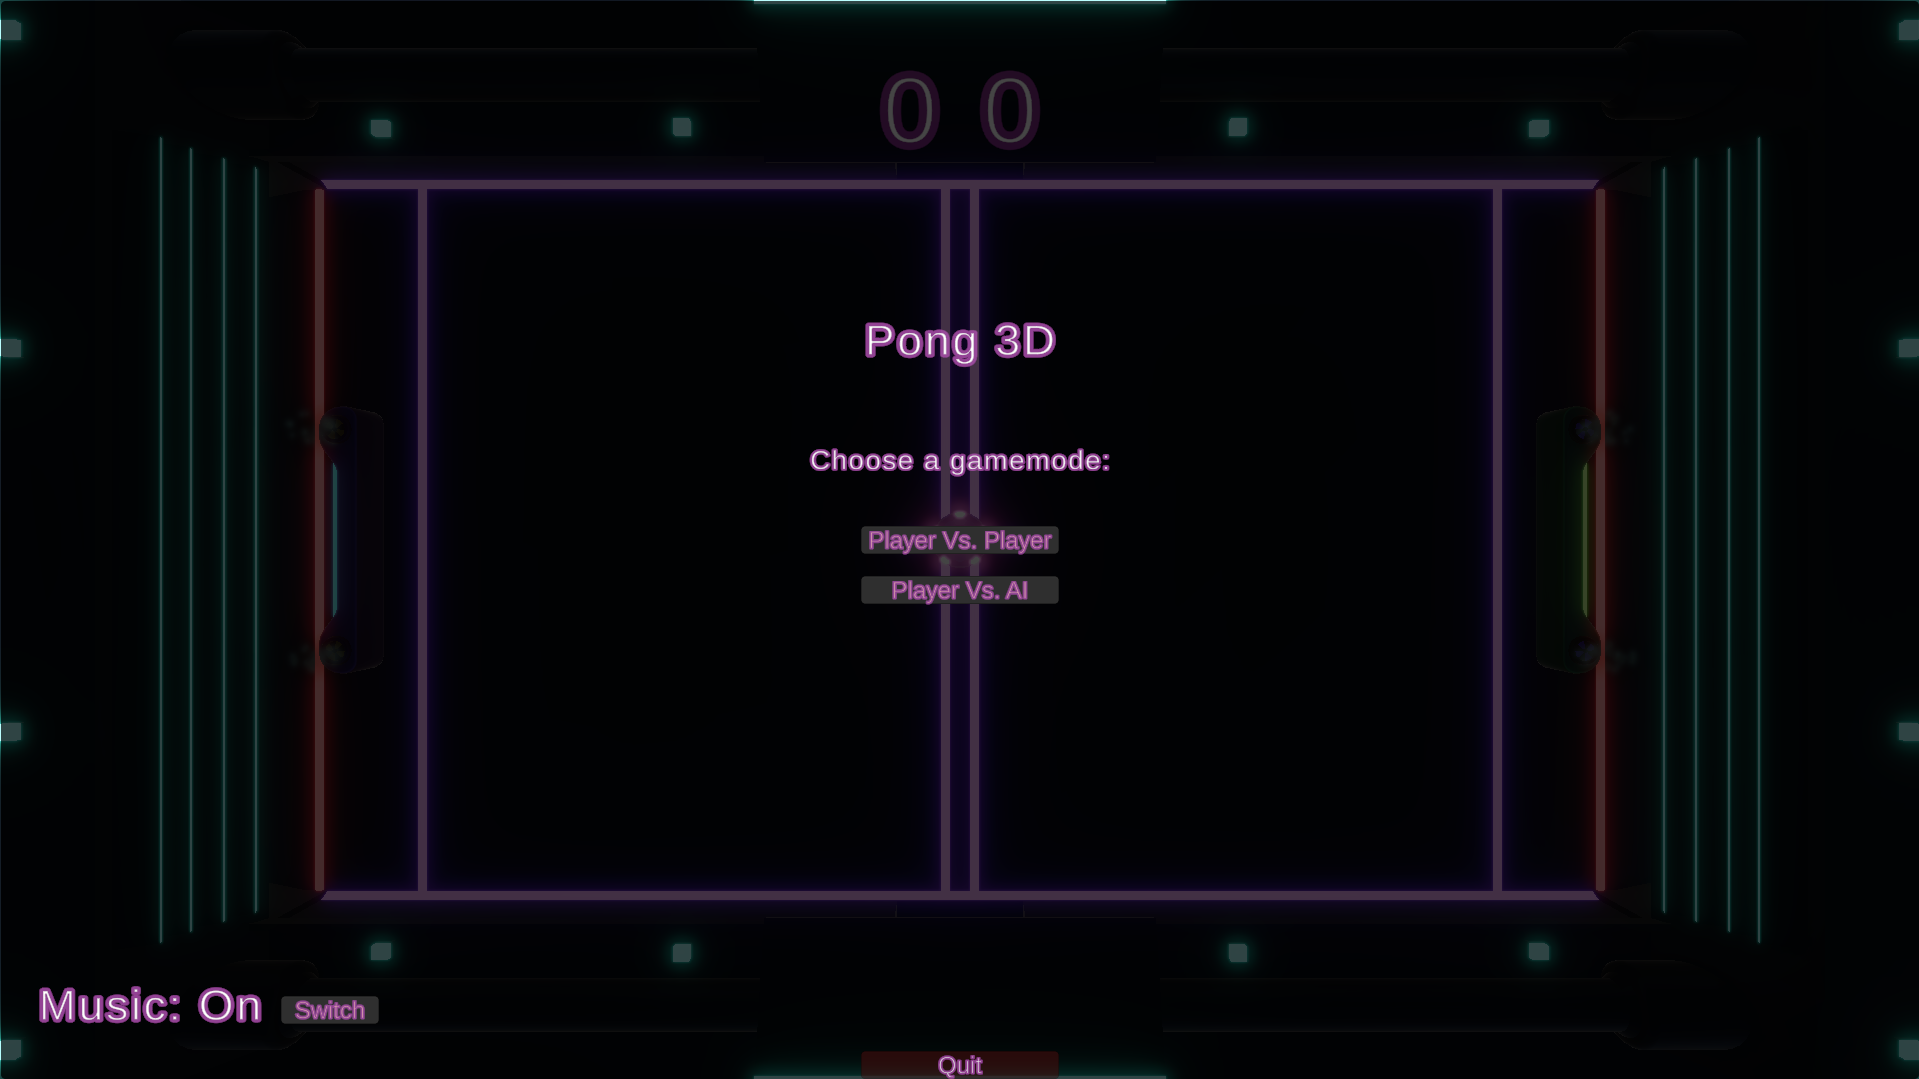 0 0
Pong 3D
Choose a gamemode:
Player Vs. Player
Player Vs. AI
Music: On Switch
Quit